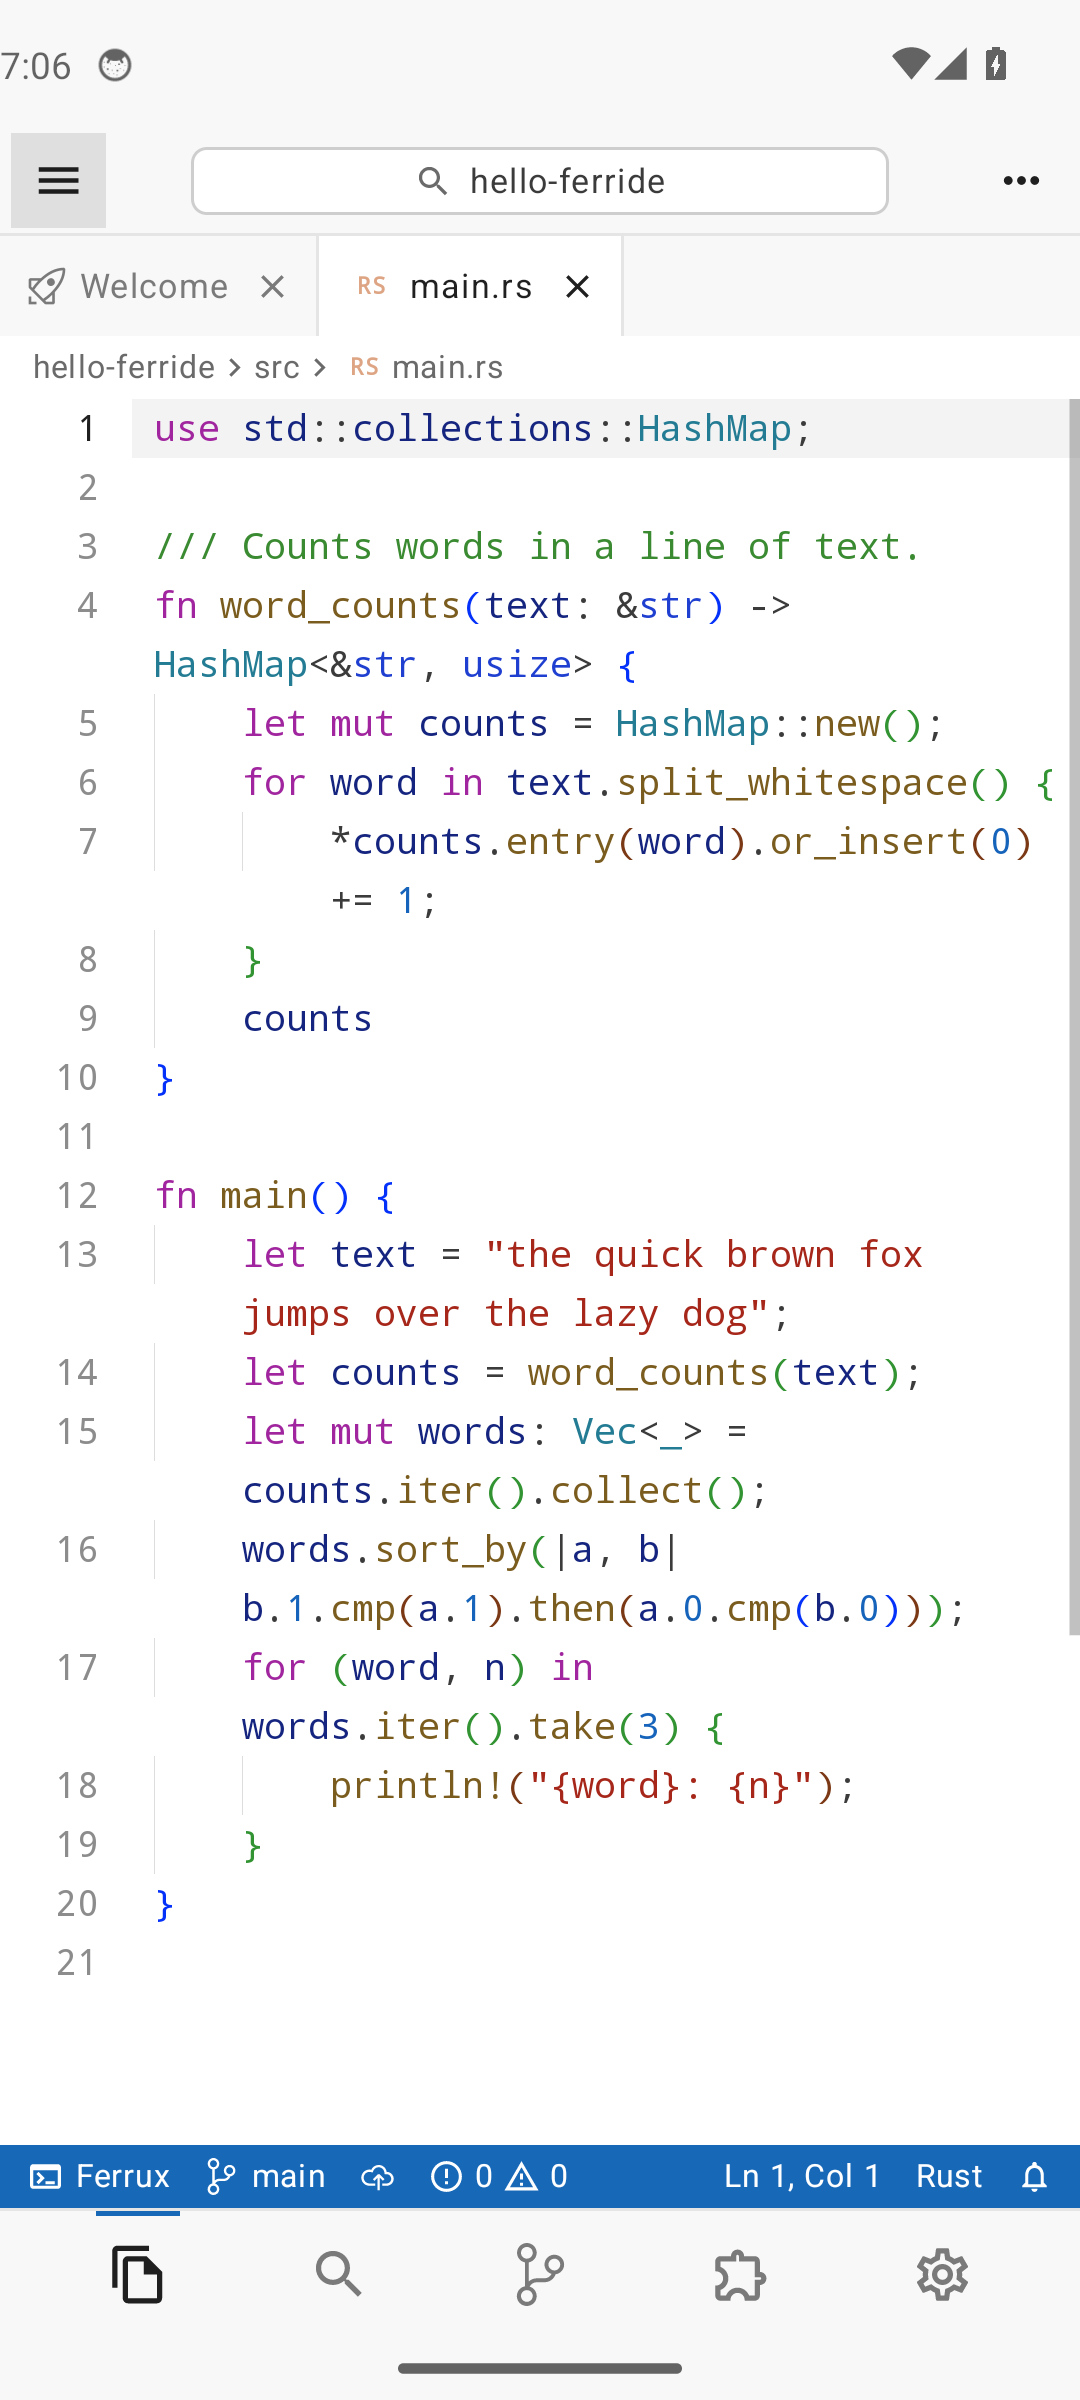 7:06
hello-ferride
Welcome
RS main.rs
hello-ferride > src > RS main.rs
1 use std::collections::HashMap;
2
3 /// Counts words in a line of text.
4 fn word_counts(text: &str) ->
HashMap<&str, usize> {
5 let mut counts = HashMap::new();
6 for word in text.split_whitespace() {
7 *counts.entry(word).or_insert(0)
+= 1;
8 }
9 counts
10 }
11
12 fn main() {
13 let text = "the quick brown fox
jumps over the lazy dog";
14 let counts = word_counts(text);
15 let mut words: Vec<_> =
counts.iter().collect();
16 words.sort_by(|a, b|
b.1.cmp(a.1).then(a.0.cmp(b.0)));
17 for (word, n) in
words.iter().take(3) {
18 println!("{word}: {n}");
19 }
20 }
21
Ferrux main 0 0 Ln 1, Col 1 Rust